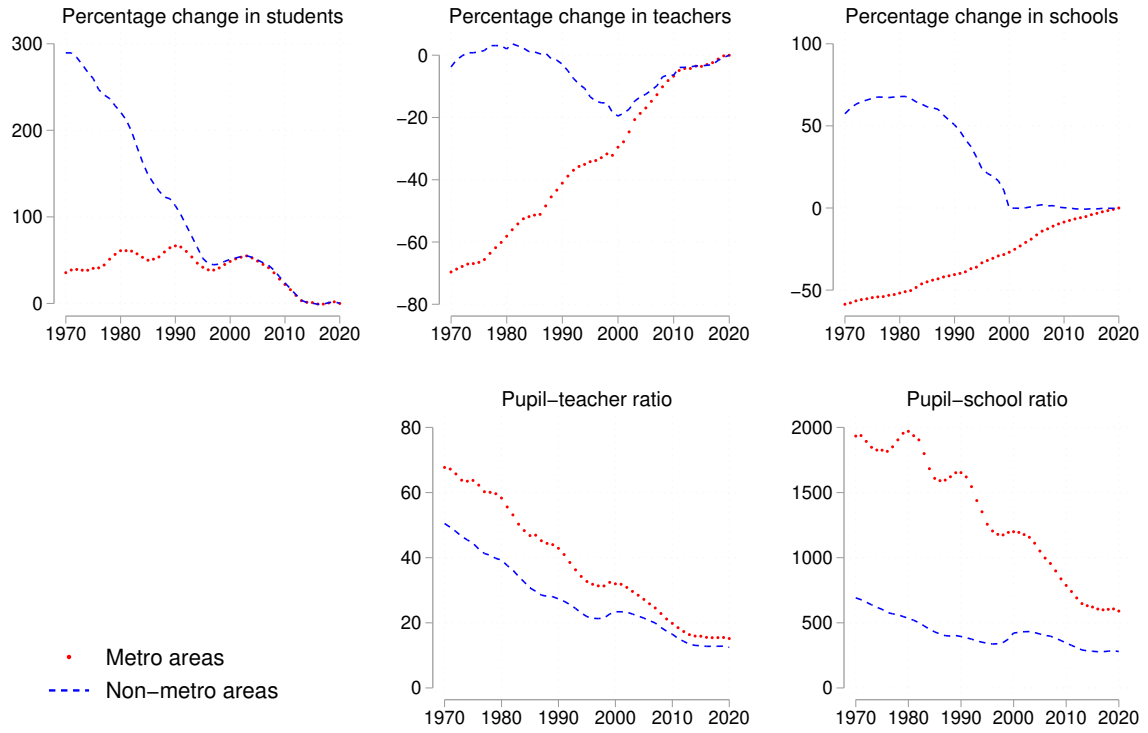 Percentage change in students
300
200
100
0
1970 1980 1990 2000 2010 2020
Percentage change in teachers
0
−20
−40
−60
−80
1970 1980 1990 2000 2010 2020
Percentage change in schools
100
50
0
−50
1970 1980 1990 2000 2010 2020
Pupil−teacher ratio
80
60
40
20
0
1970 1980 1990 2000 2010 2020
Pupil−school ratio
2000
1500
1000
500
0
1970 1980 1990 2000 2010 2020
Metro areas
Non−metro areas